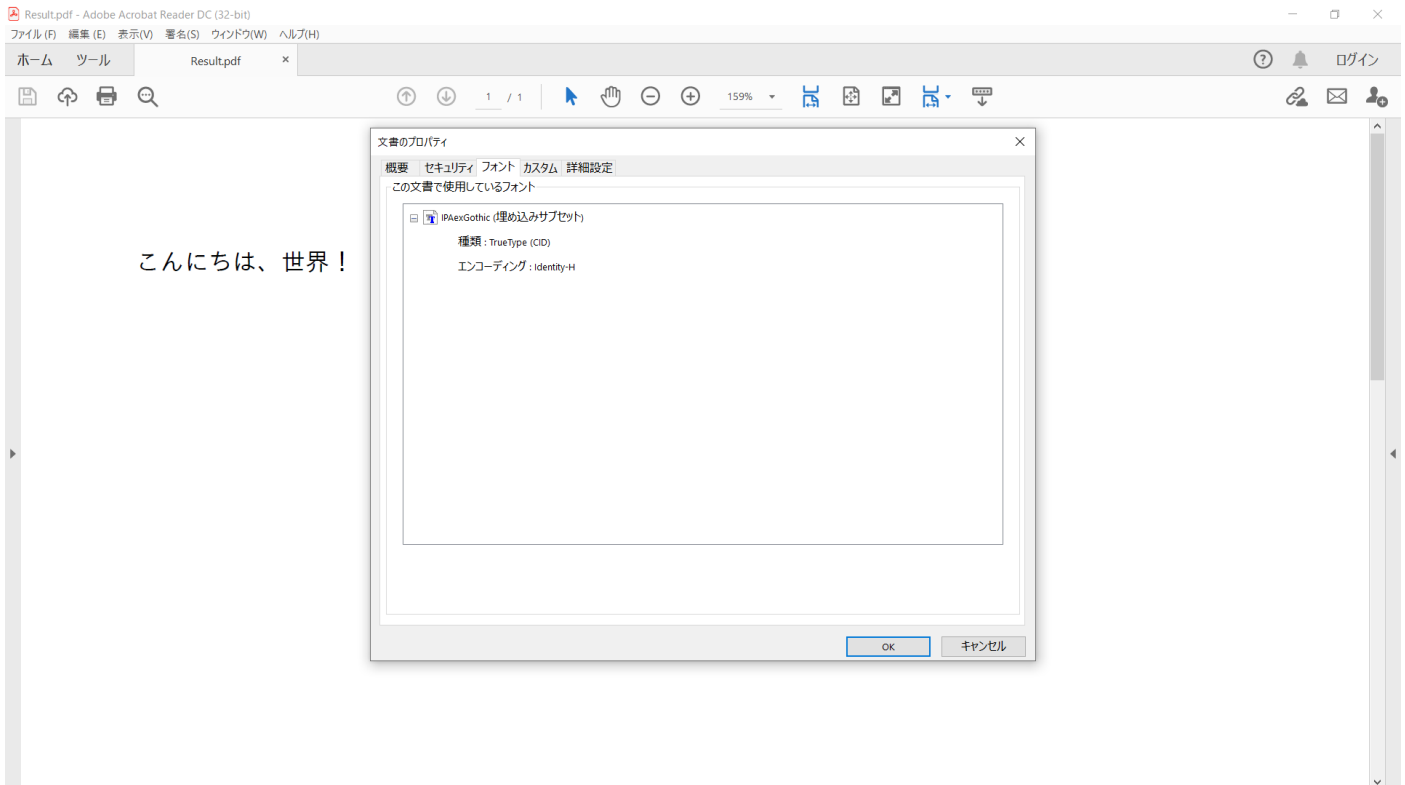 Result.pdf - Adobe Acrobat Reader DC (32-bit)
ファイル(F) 編集(E) 表示(V) 署名(S) ウィンドウ(W) ヘルプ(H)
ホーム ツール Result.pdf × ? ログイン
1 / 1 159%
文書のプロパティ
概要 セキュリティ フォント カスタム 詳細設定
この文書で使用しているフォント
IPAexGothic (埋め込みサブセット)
種類 : TrueType (CID)
エンコーディング : Identity-H
こんにちは、世界！
OK キャンセル